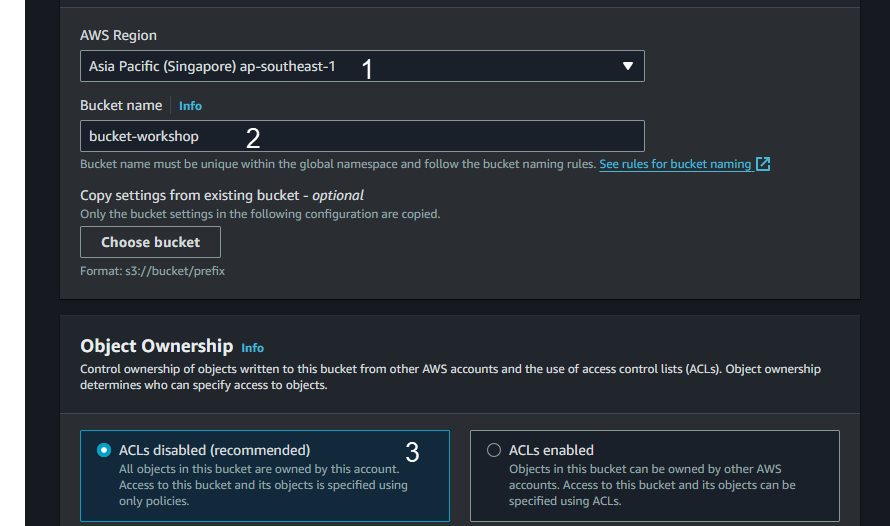 AWS Region
Asia Pacific (Singapore) ap-southeast-1 1
Bucket name Info
bucket-workshop 2
Bucket name must be unique within the global namespace and follow the bucket naming rules. See rules for bucket naming
Copy settings from existing bucket - optional
Only the bucket settings in the following configuration are copied.
Choose bucket
Format: s3://bucket/prefix
Object Ownership Info
Control ownership of objects written to this bucket from other AWS accounts and the use of access control lists (ACLs). Object ownership
determines who can specify access to objects.
ACLs disabled (recommended) 3
All objects in this bucket are owned by this account.
Access to this bucket and its objects is specified using
only policies.
ACLs enabled
Objects in this bucket can be owned by other AWS
accounts. Access to this bucket and its objects can be
specified using ACLs.